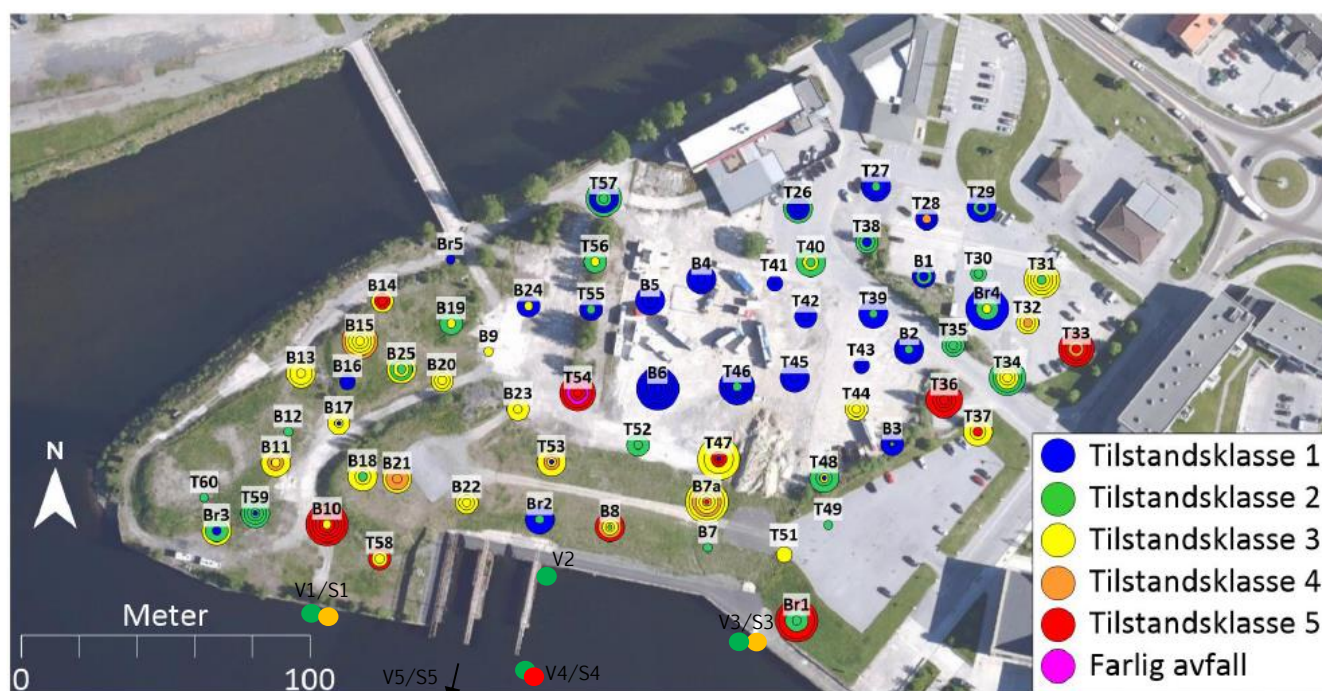 T57
T26
T27
T28
T29
Br5
T56
T40
T38
B14
B19
B24
T55
B5
B4
T41
T42
T39
B1
T30
T31
Br4
T32
B15
B9
B2
T35
T33
B13
B16
B25
B20
B23
T54
B6
T46
T45
T43
T34
T36
B12
B17
T44
B3
T37
B11
B18
B21
T53
T52
T47
T60
T59
Br3
B10
B22
Br2
B8
B7a
T48
T49
T58
B7
T51
V2
Br1
V1/S1
V3/S3
V5/S5
V4/S4
N
Meter
0
100
Tilstandsklasse 1
Tilstandsklasse 2
Tilstandsklasse 3
Tilstandsklasse 4
Tilstandsklasse 5
Farlig avfall